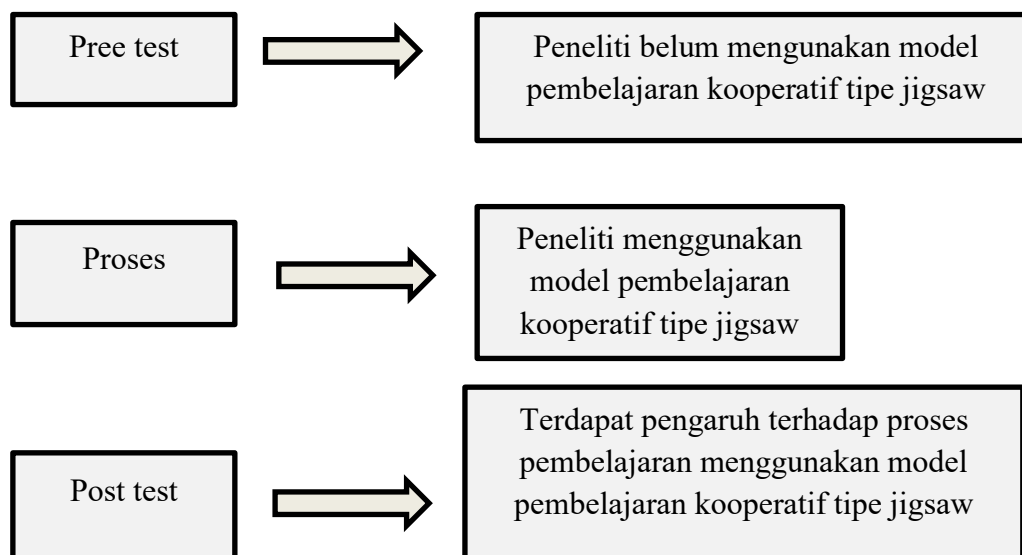 Pree test
Peneliti belum mengunakan model
pembelajaran kooperatif tipe jigsaw
Proses
Peneliti menggunakan
model pembelajaran
kooperatif tipe jigsaw
Post test
Terdapat pengaruh terhadap proses
pembelajaran menggunakan model
pembelajaran kooperatif tipe jigsaw